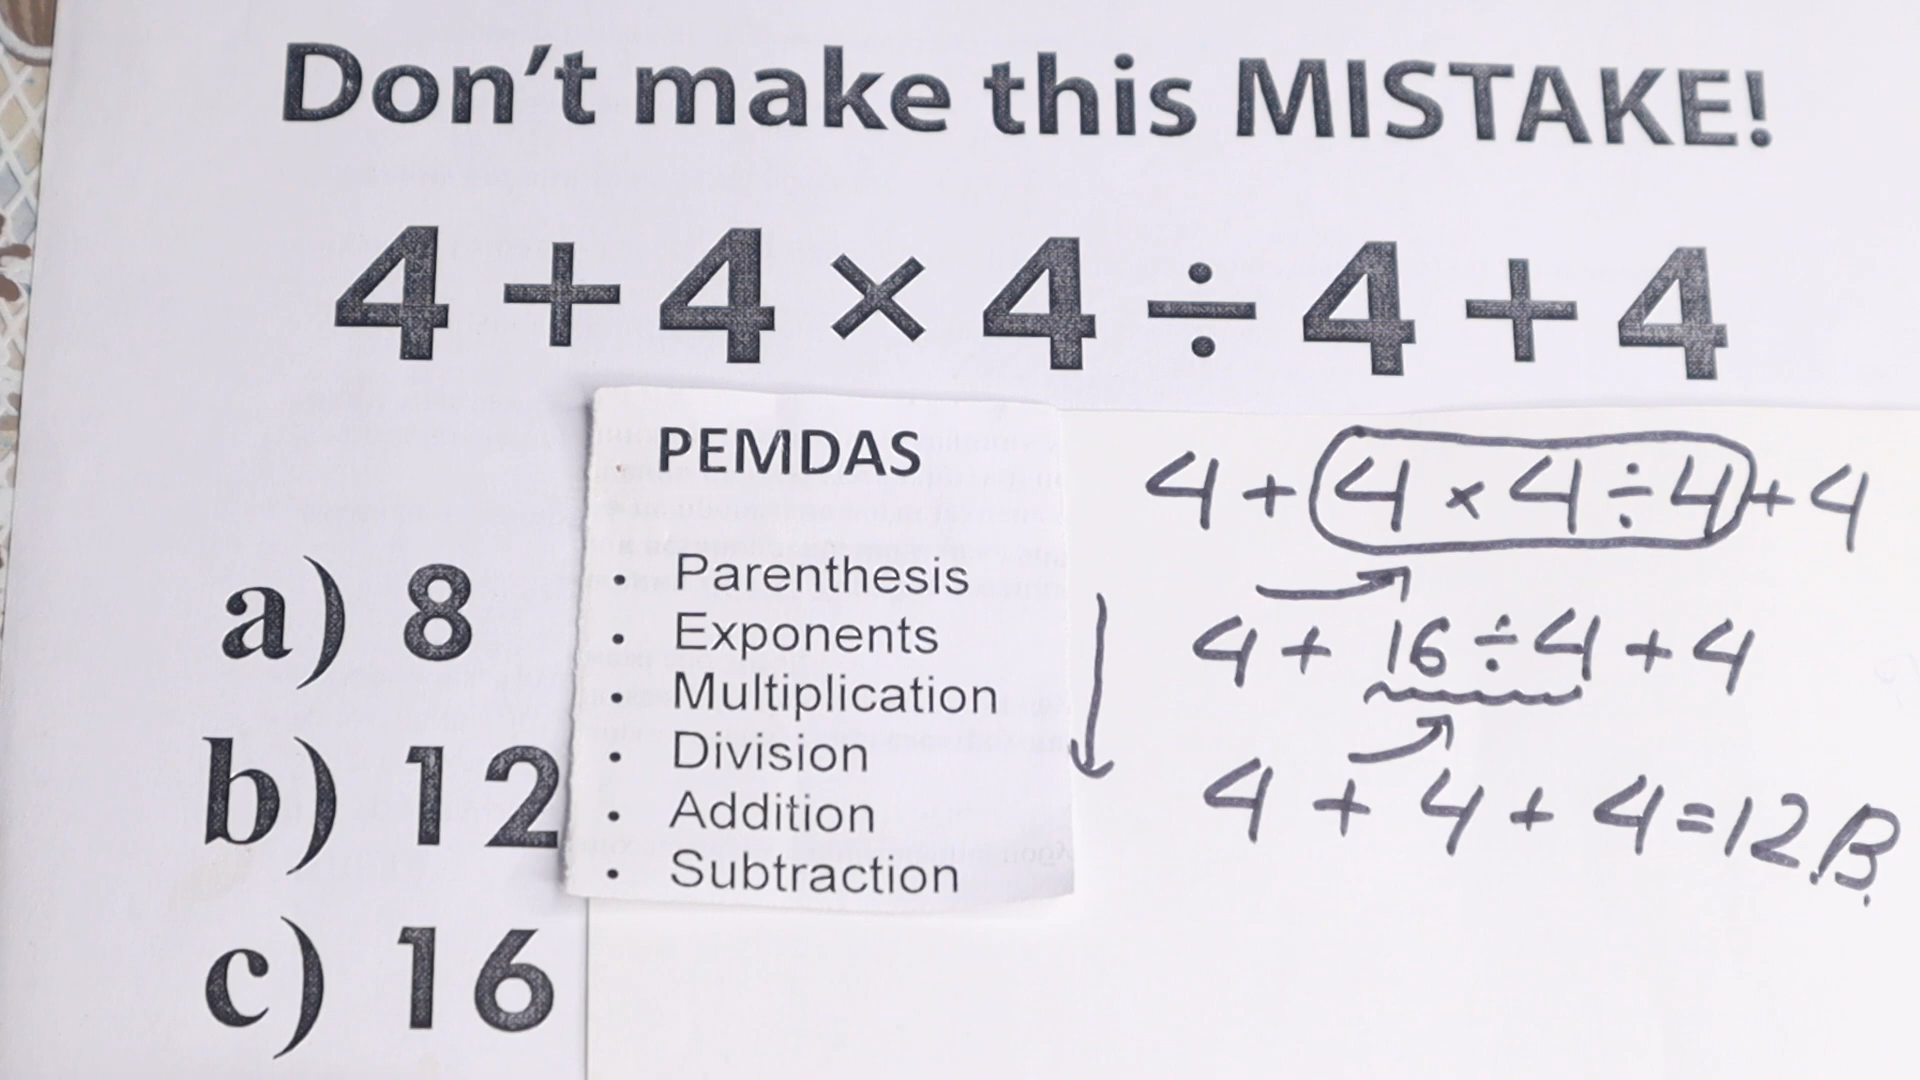 Don't make this MISTAKE!
4 + 4 × 4 ÷ 4 + 4
a) 8
b) 12
c) 16
PEMDAS
• Parenthesis
• Exponents
• Multiplication
• Division
• Addition
• Subtraction
4 + 4 × 4 ÷ 4 + 4
4 + 16 ÷ 4 + 4
4 + 4 + 4 = 12 B